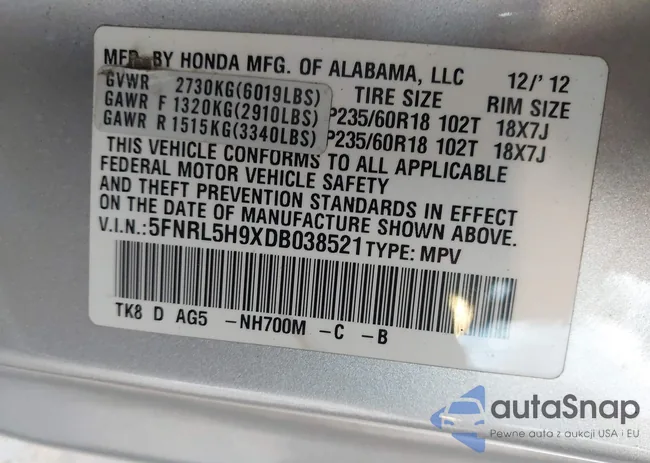 MFD. BY HONDA MFG. OF ALABAMA, LLC 12/' 12
GVWR 2730KG(6019LBS) TIRE SIZE RIM SIZE
GAWR F 1320KG(2910LBS) P235/60R18 102T 18X7J
GAWR R 1515KG(3340LBS) P235/60R18 102T 18X7J
THIS VEHICLE CONFORMS TO ALL APPLICABLE
FEDERAL MOTOR VEHICLE SAFETY
AND THEFT PREVENTION STANDARDS IN EFFECT
ON THE DATE OF MANUFACTURE SHOWN ABOVE.
V.I.N.:5FNRL5H9XDB038521 TYPE: MPV
TK8 D AG5 -NH700M -C -B
autaSnap
Pewne auta z aukcji USA i EU